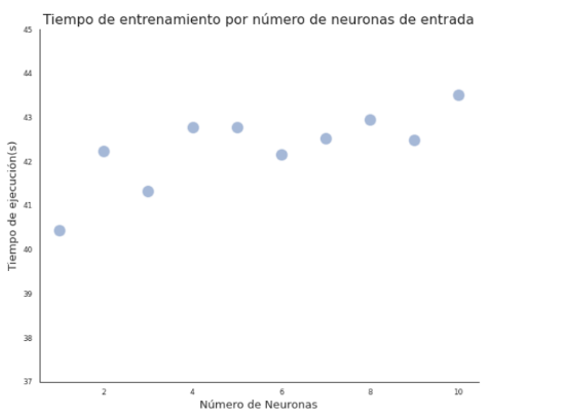 Tiempo de entrenamiento por número de neuronas de entrada
45
44
43
42
41
40
39
38
37
Tiempo de ejecución(s)
2 4 6 8 10
Número de Neuronas